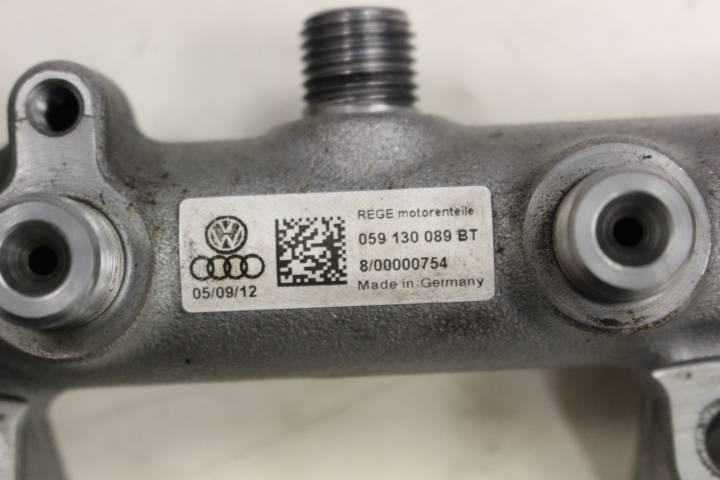 REGE motorenteile
059 130 089 BT
8/00000754
Made in Germany
05/09/12